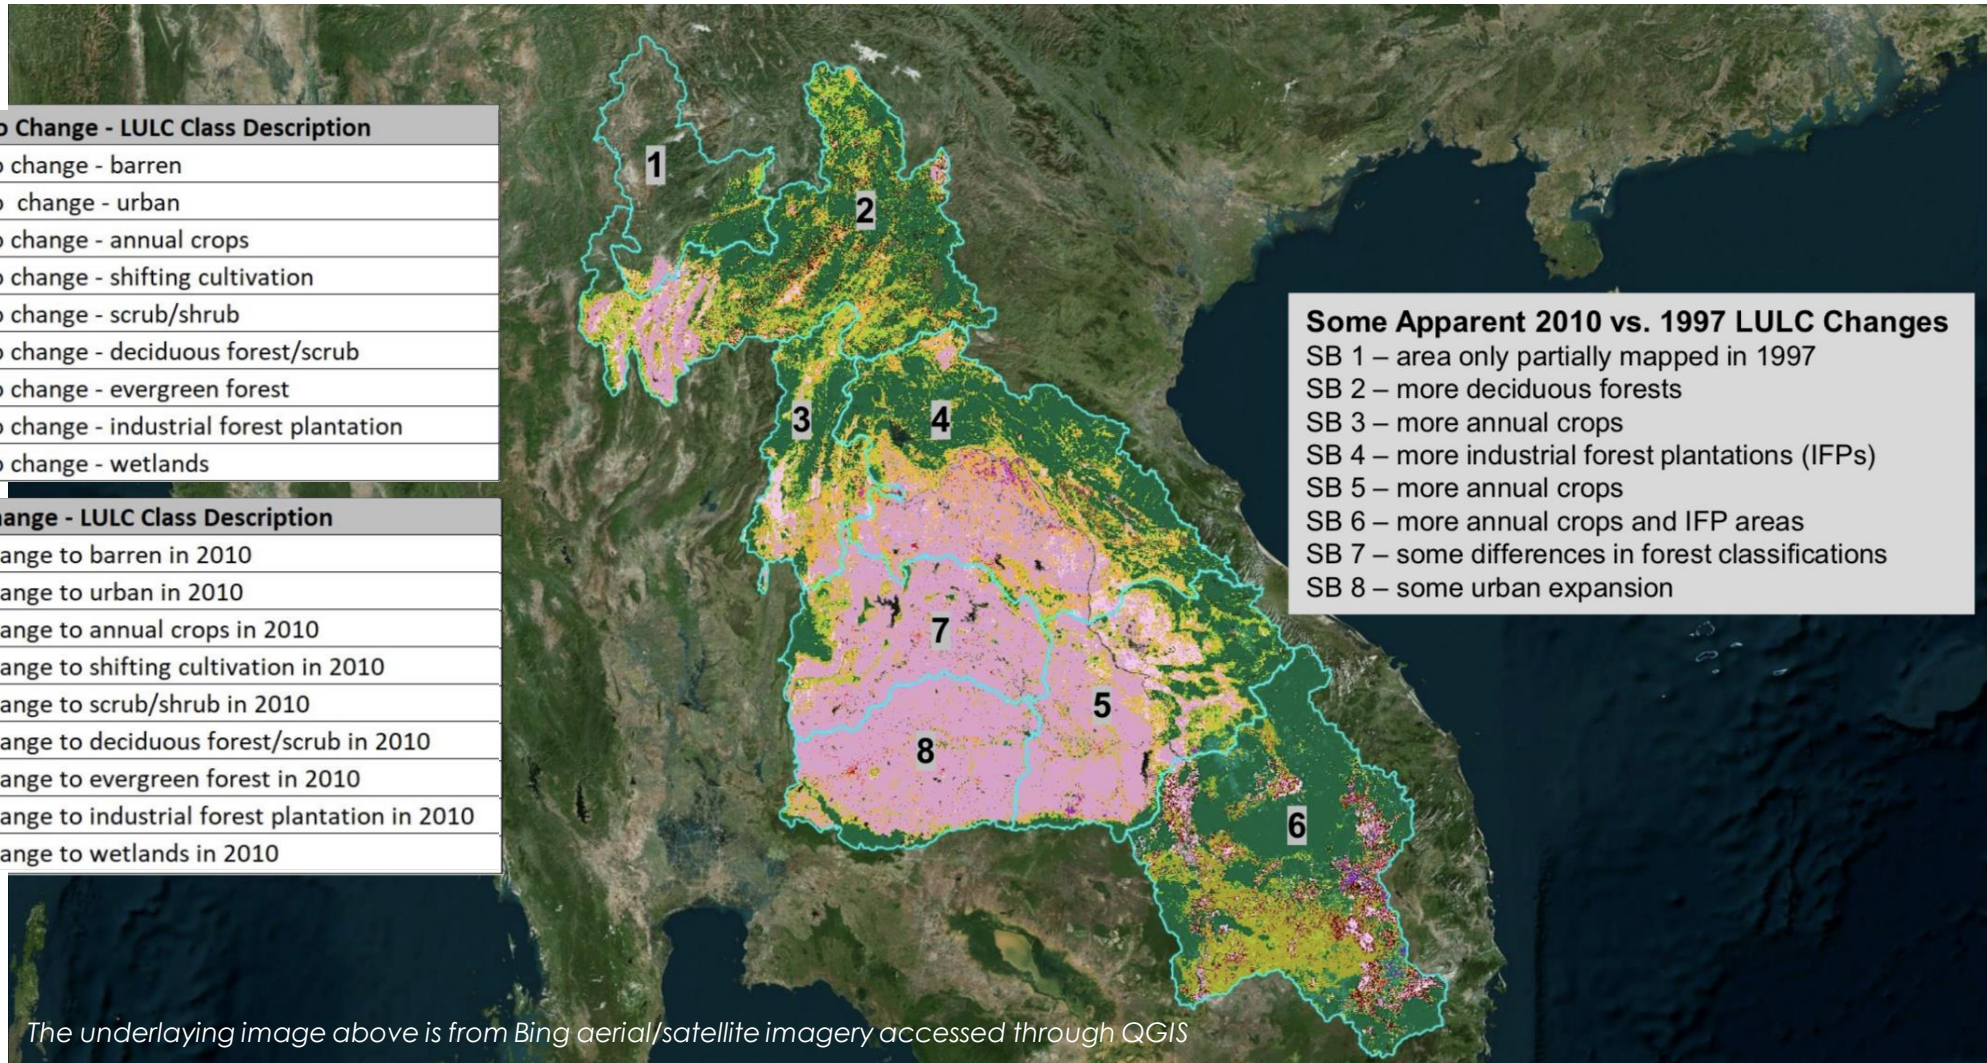 o Change - LULC Class Description
o change - barren
o change - urban
o change - annual crops
o change - shifting cultivation
o change - scrub/shrub
o change - deciduous forest/scrub
o change - evergreen forest
o change - industrial forest plantation
o change - wetlands
ange - LULC Class Description
ange to barren in 2010
ange to urban in 2010
ange to annual crops in 2010
ange to shifting cultivation in 2010
ange to scrub/shrub in 2010
ange to deciduous forest/scrub in 2010
ange to evergreen forest in 2010
ange to industrial forest plantation in 2010
ange to wetlands in 2010
1
2
3
4
7
5
8
6
Some Apparent 2010 vs. 1997 LULC Changes
SB 1 – area only partially mapped in 1997
SB 2 – more deciduous forests
SB 3 – more annual crops
SB 4 – more industrial forest plantations (IFPs)
SB 5 – more annual crops
SB 6 – more annual crops and IFP areas
SB 7 – some differences in forest classifications
SB 8 – some urban expansion
The underlaying image above is from Bing aerial/satellite imagery accessed through QGIS